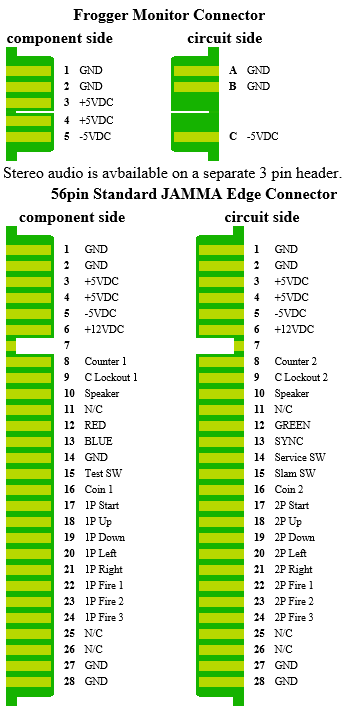 Frogger Monitor Connector
component side circuit side
1 GND A GND
2 GND B GND
3 +5VDC
4 +5VDC
5 -5VDC C -5VDC
Stereo audio is avbailable on a separate 3 pin header.
56pin Standard JAMMA Edge Connector
component side circuit side
1 GND 1 GND
2 GND 2 GND
3 +5VDC 3 +5VDC
4 +5VDC 4 +5VDC
5 -5VDC 5 -5VDC
6 +12VDC 6 +12VDC
7 7
8 Counter 1 8 Counter 2
9 C Lockout 1 9 C Lockout 2
10 Speaker 10 Speaker
11 N/C 11 N/C
12 RED 12 GREEN
13 BLUE 13 SYNC
14 GND 14 Service SW
15 Test SW 15 Slam SW
16 Coin 1 16 Coin 2
17 1P Start 17 2P Start
18 1P Up 18 2P Up
19 1P Down 19 2P Down
20 1P Left 20 2P Left
21 1P Right 21 2P Right
22 1P Fire 1 22 2P Fire 1
23 1P Fire 2 23 2P Fire 2
24 1P Fire 3 24 2P Fire 3
25 N/C 25 N/C
26 N/C 26 N/C
27 GND 27 GND
28 GND 28 GND